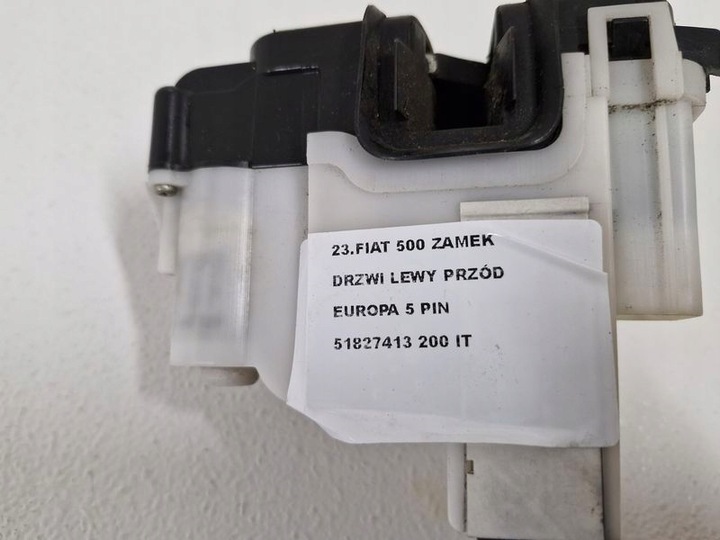 23.FIAT 500 ZAMEK
DRZWI LEWY PRZÓD
EUROPA 5 PIN
51827413 200 IT